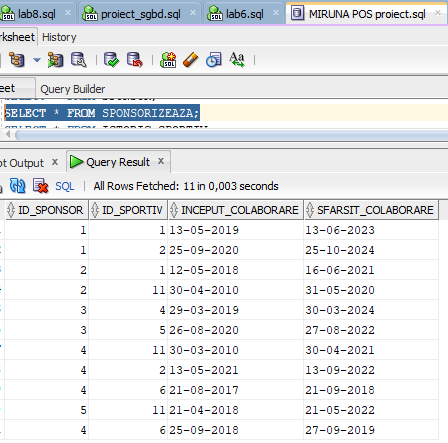 lab8.sql proiect_sgbd.sql lab6.sql MIRUNA POS proiect.sql
rksheet History
Aa
eet Query Builder
SELECT * FROM SPONSORIZEAZA;
SELECT * FROM ISTORIC_SPORTIV
pt Output x Query Result x
SQL | All Rows Fetched: 11 in 0,003 seconds
ID_SPONSOR ID_SPORTIV INCEPUT_COLABORARE SFARSIT_COLABORARE
1 1 13-05-2019 13-06-2023
1 2 25-09-2020 25-10-2024
2 1 12-05-2018 16-06-2021
2 11 30-04-2010 31-05-2020
3 4 29-03-2019 30-03-2024
3 5 26-08-2020 27-08-2022
4 11 30-03-2010 30-04-2021
4 2 13-05-2021 13-09-2022
4 6 21-08-2017 21-09-2018
5 11 21-04-2018 21-05-2022
4 6 25-09-2018 27-09-2019